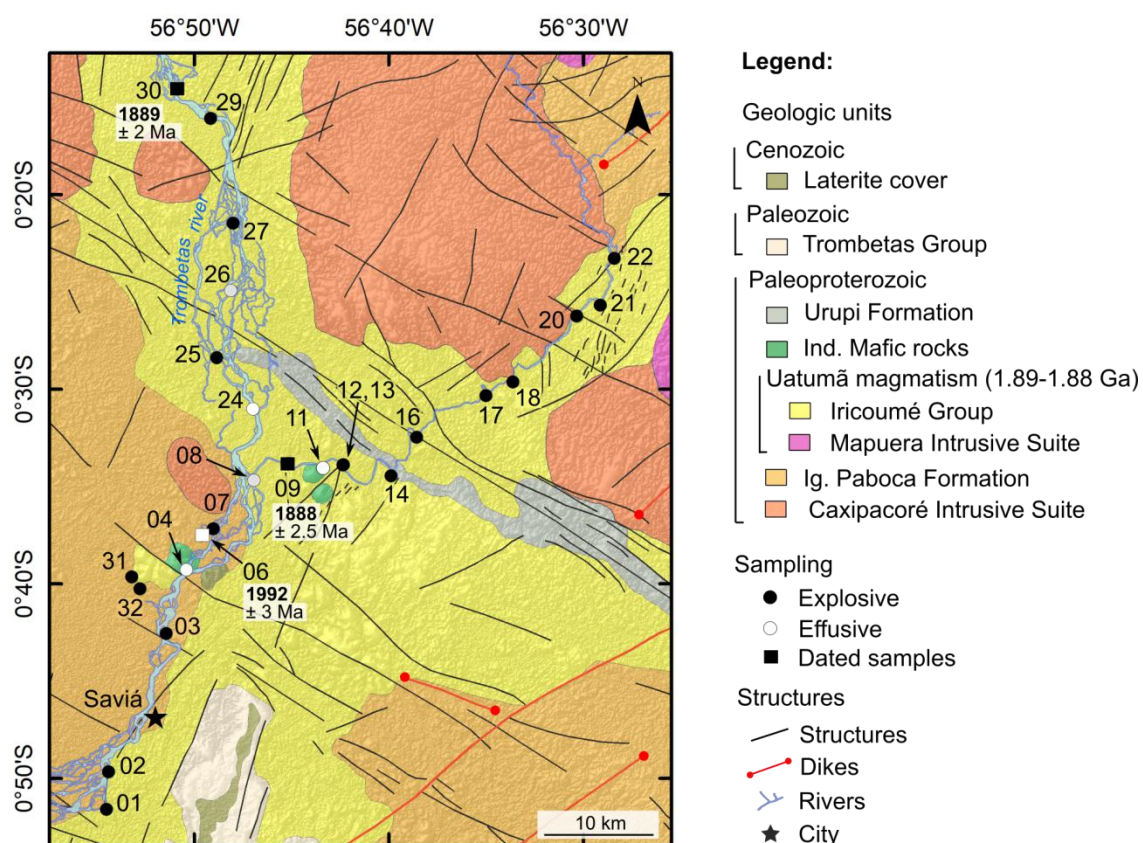 56°50'W
56°40'W
56°30'W
0°20'S
0°30'S
0°40'S
0°50'S
30
1889
± 2 Ma
29
N
27
Trombetas river
26
22
21
20
25
24
12,13
11
16
17
18
08
09
1888
± 2.5 Ma
14
07
04
31
06
1992
± 3 Ma
32
03
Saviá
02
01
10 km
Legend:
Geologic units
Cenozoic
Laterite cover
Paleozoic
Trombetas Group
Paleoproterozoic
Urupi Formation
Ind. Mafic rocks
Uatumã magmatism (1.89-1.88 Ga)
Iricoumé Group
Mapuera Intrusive Suite
Ig. Paboca Formation
Caxipacoré Intrusive Suite
Sampling
Explosive
Effusive
Dated samples
Structures
Structures
Dikes
Rivers
City